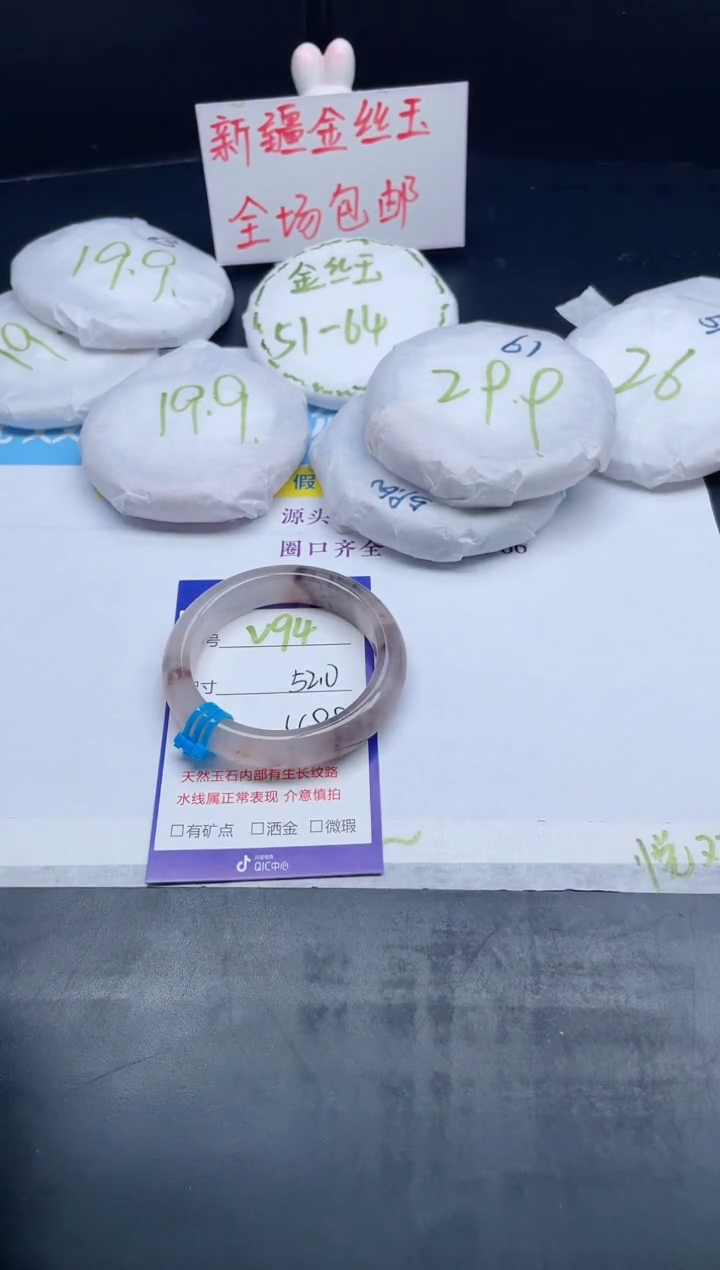 新疆金丝玉
全场包邮
19.9.
金丝玉
51-64
19
19.9.
61
29.9
26
假
源头
圈口齐全
号 V94
寸 52.0
天然玉石内部有生长纹路
水线属正常表现 介意慎拍
□有矿点 □洒金 □微瑕
QIC中心